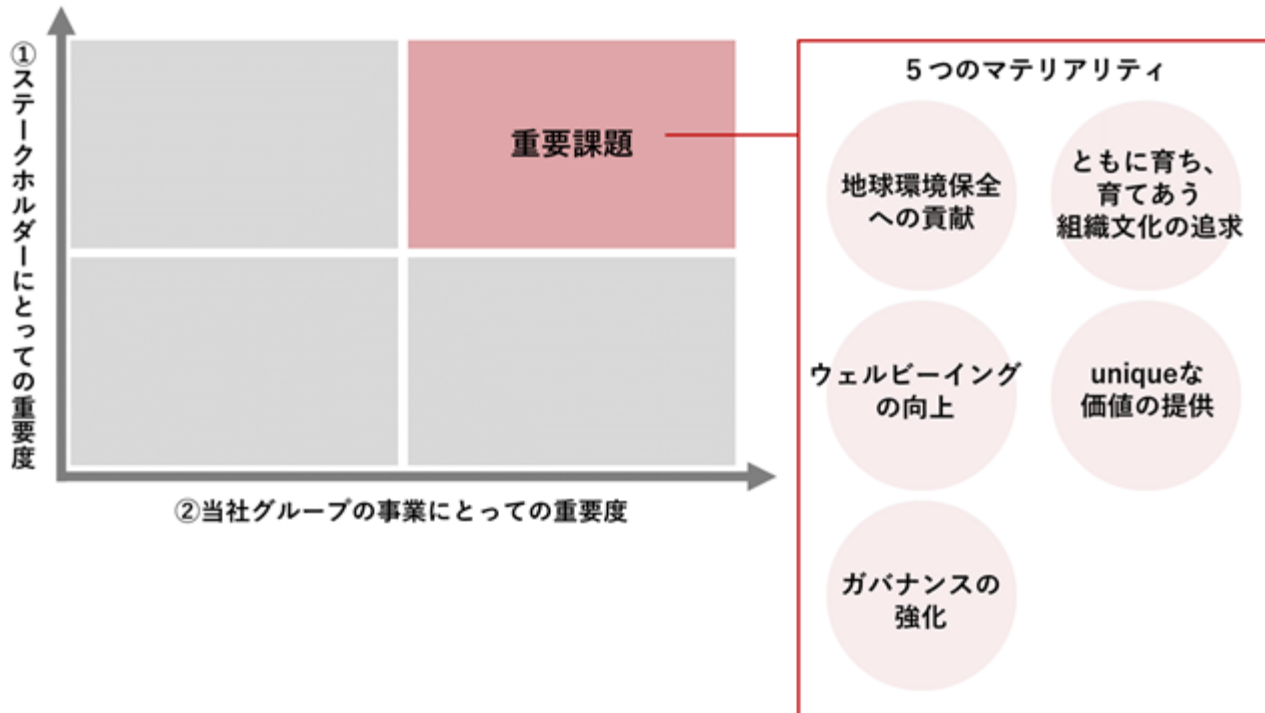 ①ステークホルダーにとっての重要度
重要課題
②当社グループの事業にとっての重要度
5つのマテリアリティ
地球環境保全
への貢献
ともに育ち、
育てあう
組織文化の追求
ウェルビーイング
の向上
uniqueな
価値の提供
ガバナンスの
強化